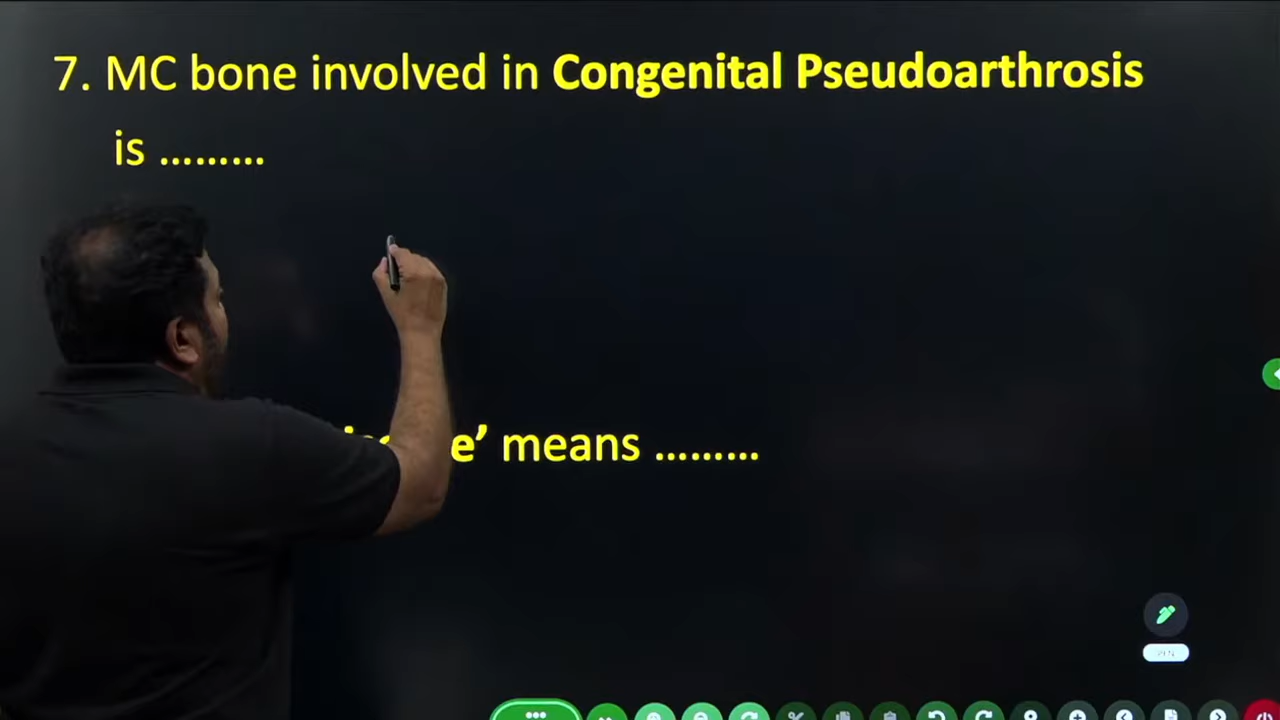 7. MC bone involved in Congenital Pseudoarthrosis
is .........
e’ means .........